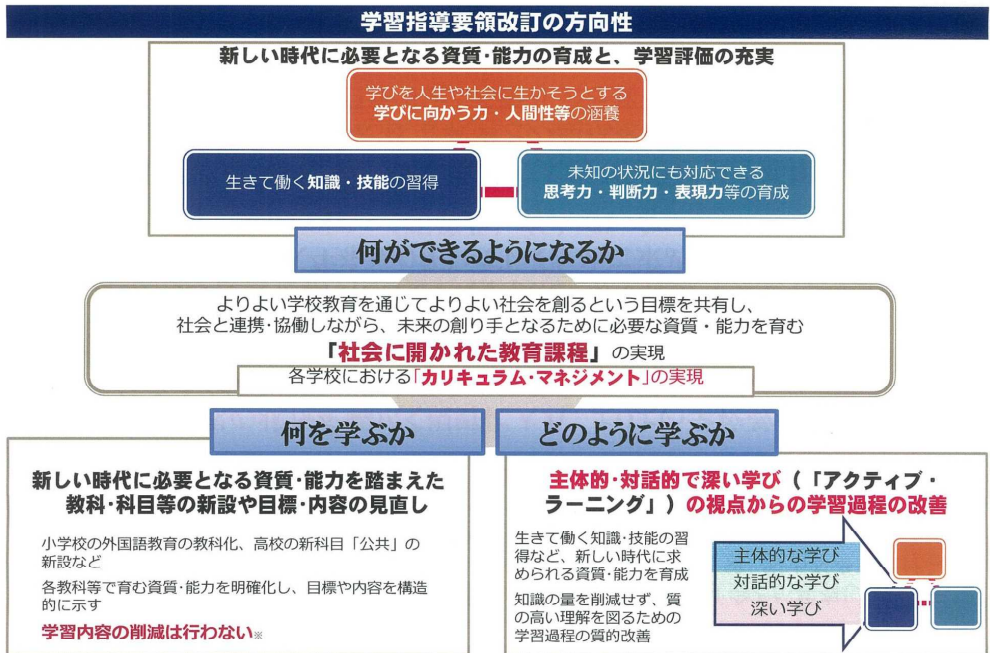 学習指導要領改訂の方向性
新しい時代に必要となる資質・能力の育成と、学習評価の充実
学びを人生や社会に生かそうとする
学びに向かう力・人間性等の涵養
生きて働く知識・技能の習得
未知の状況にも対応できる
思考力・判断力・表現力等の育成
何ができるようになるか
よりよい学校教育を通じてよりよい社会を創るという目標を共有し、
社会と連携・協働しながら、未来の創り手となるために必要な資質・能力を育む
「社会に開かれた教育課程」の実現
各学校における「カリキュラム・マネジメント」の実現
何を学ぶか
新しい時代に必要となる資質・能力を踏まえた
教科・科目等の新設や目標・内容の見直し
小学校の外国語教育の教科化、高校の新科目「公共」の
新設など
各教科等で育む資質・能力を明確化し、目標や内容を構造
的に示す
学習内容の削減は行わない※
どのように学ぶか
主体的・対話的で深い学び（「アクティブ・
ラーニング」）の視点からの学習過程の改善
生きて働く知識・技能の習
得など、新しい時代に求
められる資質・能力を育成
知識の量を削減せず、質
の高い理解を図るための
学習過程の質的改善
主体的な学び
対話的な学び
深い学び